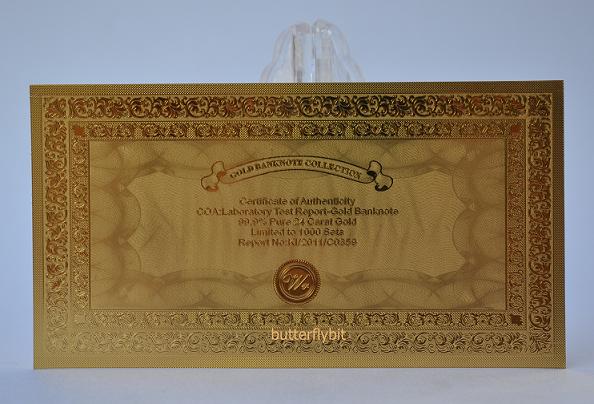 GOLD BANKNOTE COLLECTION
Certificate of Authenticity
COA:Laboratory Test Report-Gold Banknote
99.9% Pure 24 Carat Gold
Limited to 1000 Sets
Report No:kl/2011/C0359
butterflybit